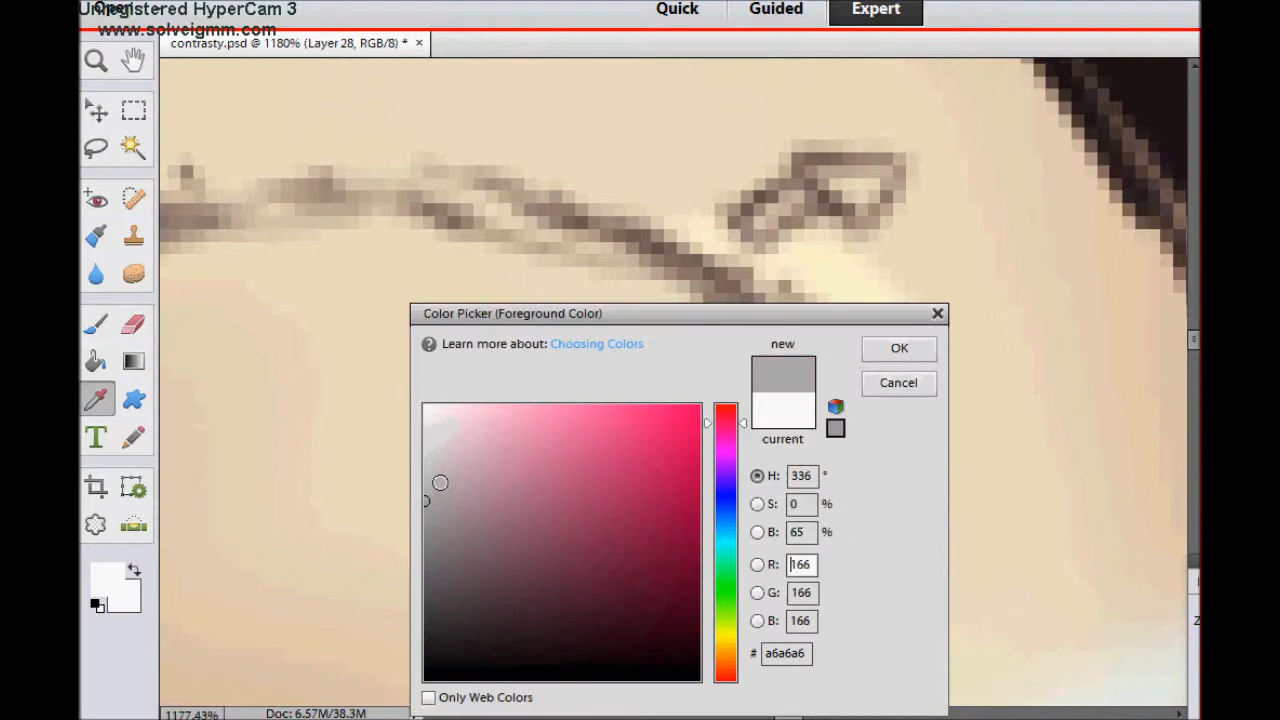 Unregistered HyperCam 3
www.solveigmm.com
Quick
Guided
Expert
contrasty.psd @ 1180% (Layer 28, RGB/8) * ×
Color Picker (Foreground Color)
Learn more about: Choosing Colors
new
OK
Cancel
current
H: 336 °
S: 0 %
B: 65 %
R: 166
G: 166
B: 166
# a6a6a6
Only Web Colors
1177.43%
Doc: 6.57M/38.3M